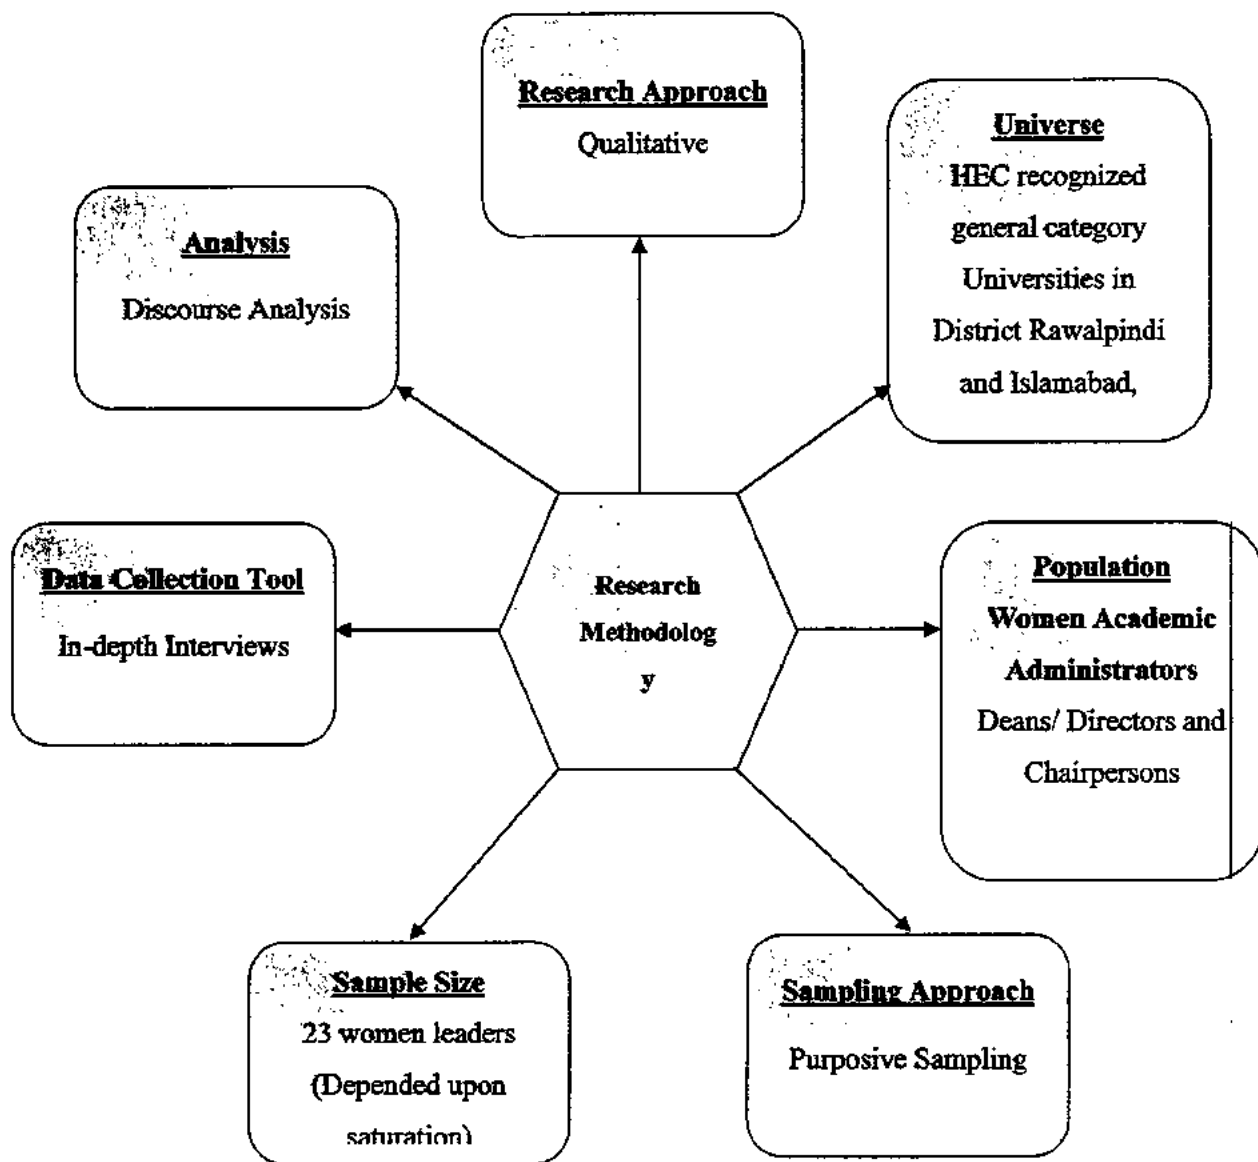 Research Approach
Qualitative
Universe
HEC recognized
general category
Universities in
District Rawalpindi
and Islamabad,
Analysis
Discourse Analysis
Population
Women Academic
Administrators
Deans/ Directors and
Chairpersons
Data Collection Tool
In-depth Interviews
Research
Methodolog
y
Sample Size
23 women leaders
(Depended upon
saturation)
Sampling Approach
Purposive Sampling